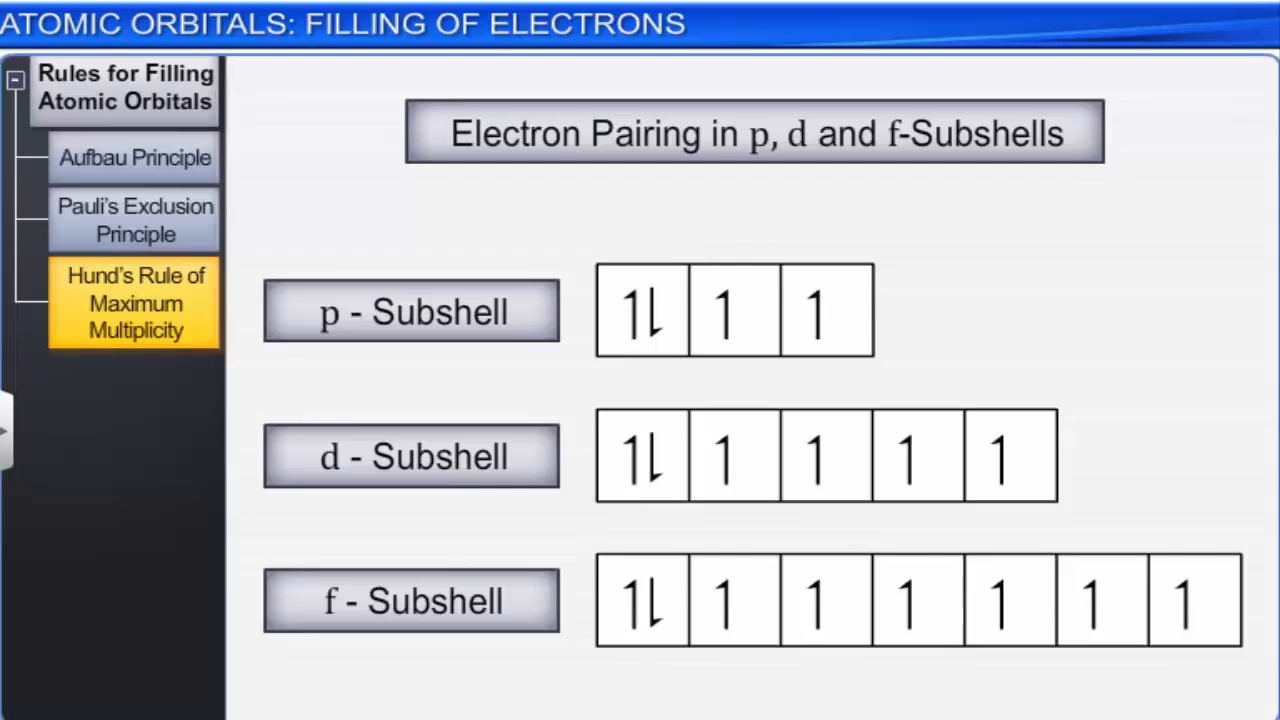 ATOMIC ORBITALS: FILLING OF ELECTRONS
Rules for Filling
Atomic Orbitals
Aufbau Principle
Pauli's Exclusion
Principle
Hund's Rule of
Maximum
Multiplicity
Electron Pairing in p, d and f-Subshells
p - Subshell
d - Subshell
f - Subshell